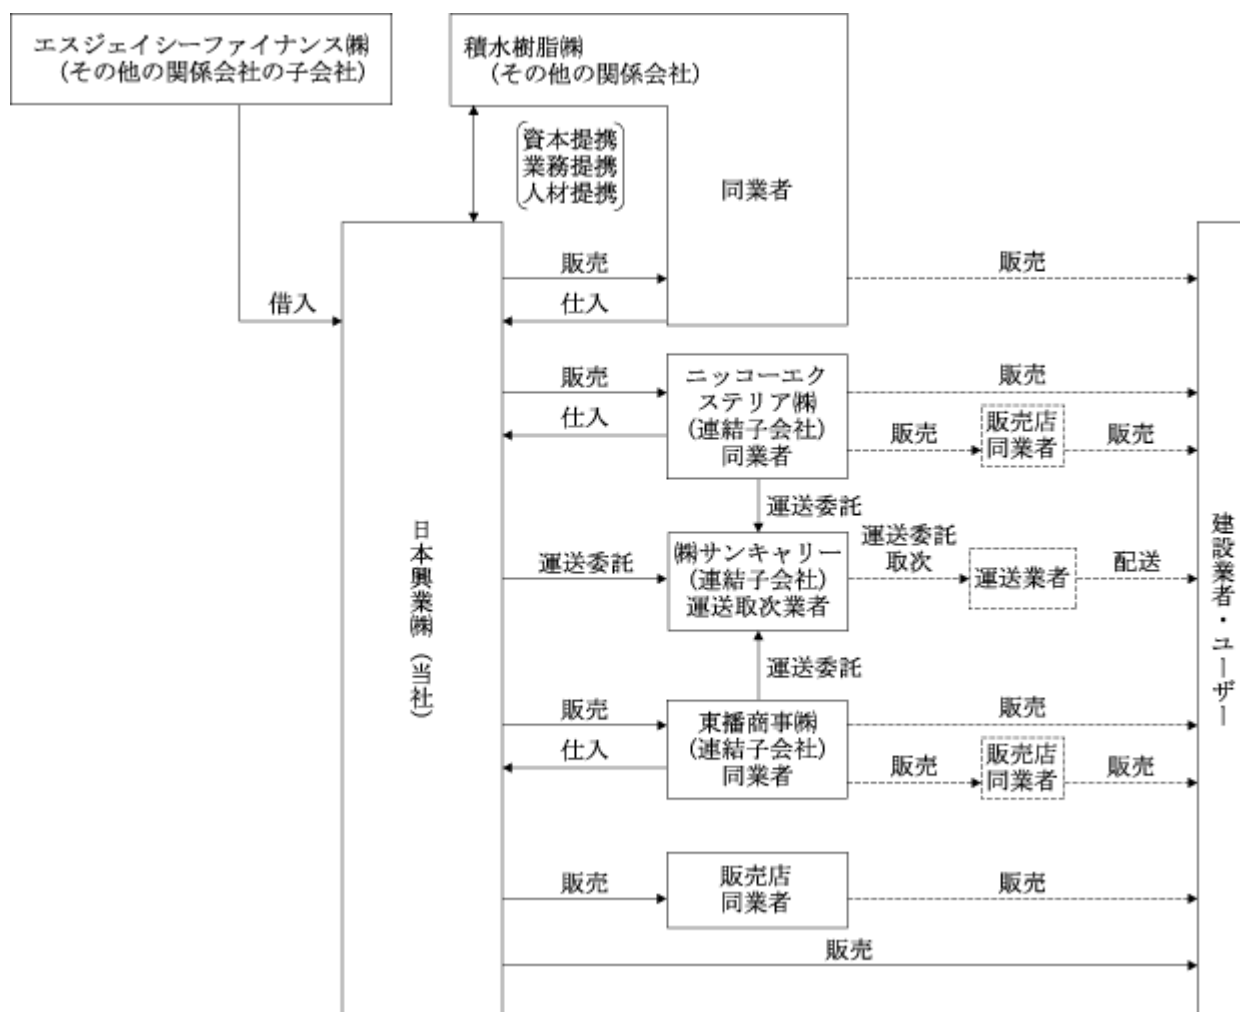 エスジェイシーファイナンス㈱
(その他の関係会社の子会社)
積水樹脂㈱
(その他の関係会社)
資本提携
業務提携
人材提携
同業者
販売
販売
仕入
借入
ニッコーエク
ステリア㈱
(連結子会社)
同業者
販売
仕入
販売
販売
販売店
同業者
販売
運送委託
日本興業㈱(当社)
運送委託
㈱サンキャリー
(連結子会社)
運送取次業者
運送委託
取次
運送業者
配送
建設業者・ユーザー
運送委託
販売
仕入
東播商事㈱
(連結子会社)
同業者
販売
販売
販売店
同業者
販売
販売
販売店
同業者
販売
販売